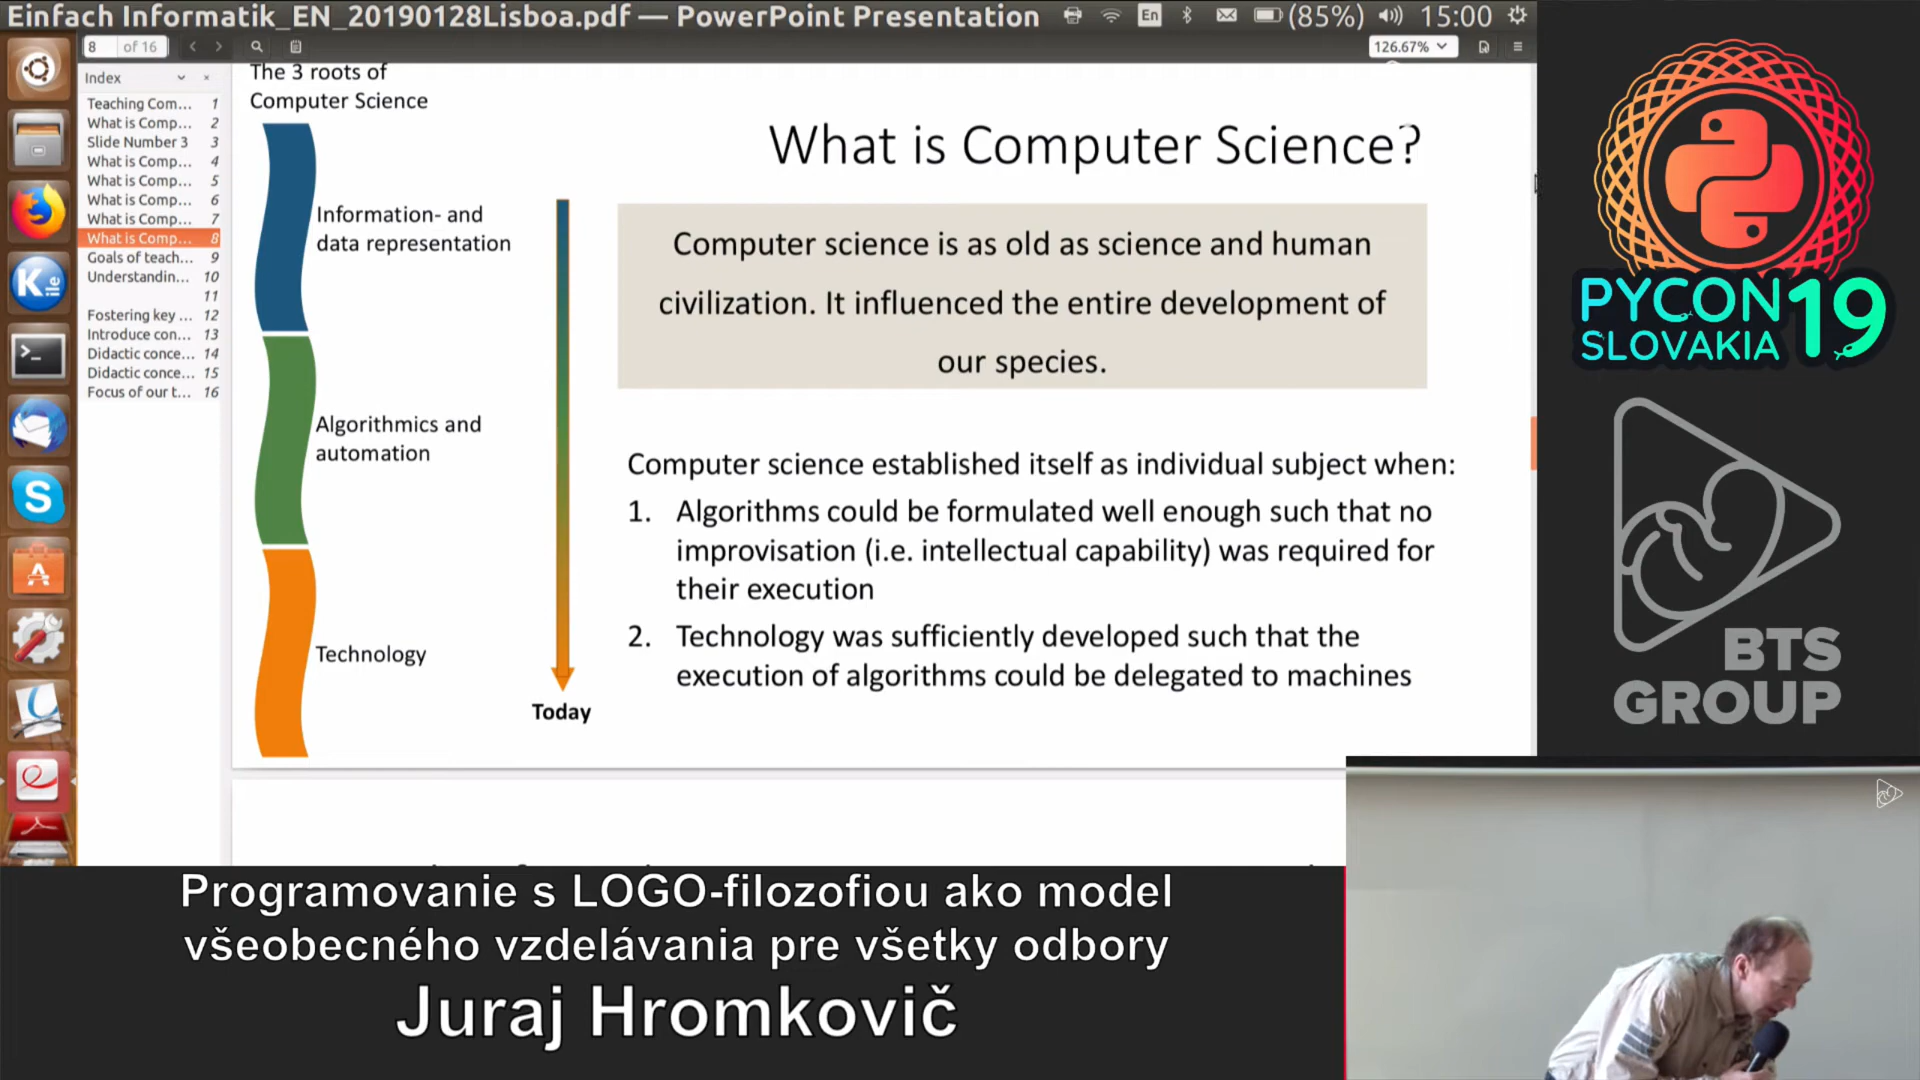 Einfach Informatik_EN_20190128Lisboa.pdf — PowerPoint Presentation
En
(85%)
15:00
8
of 16
126.67%
Index
Teaching Com... 1
What is Comp... 2
Slide Number 3 3
What is Comp... 4
What is Comp... 5
What is Comp... 6
What is Comp... 7
What is Comp... 8
Goals of teach... 9
Understandin... 10
11
Fostering key ... 12
Introduce con... 13
Didactic conce... 14
Didactic conce... 15
Focus of our t... 16
The 3 roots of
Computer Science
Information- and
data representation
Algorithmics and
automation
Technology
Today
What is Computer Science?
Computer science is as old as science and human
civilization. It influenced the entire development of
our species.
Computer science established itself as individual subject when:
1. Algorithms could be formulated well enough such that no
improvisation (i.e. intellectual capability) was required for
their execution
2. Technology was sufficiently developed such that the
execution of algorithms could be delegated to machines
PYCON
SLOVAKIA
19
BTS
GROUP
Programovanie s LOGO-filozofiou ako model
všeobecného vzdelávania pre všetky odbory
Juraj Hromkovič